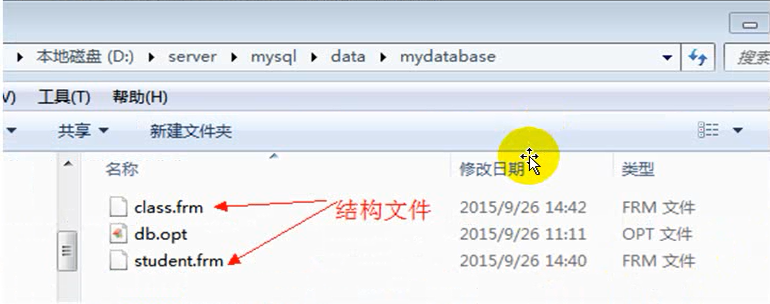 本地磁盘 (D:) server mysql data mydatabase 搜索
V) 工具(T) 帮助(H)
共享 新建文件夹
名称 修改日期 类型
class.frm 2015/9/26 14:42 FRM 文件
结构文件
db.opt 2015/9/26 11:11 OPT 文件
student.frm 2015/9/26 14:40 FRM 文件